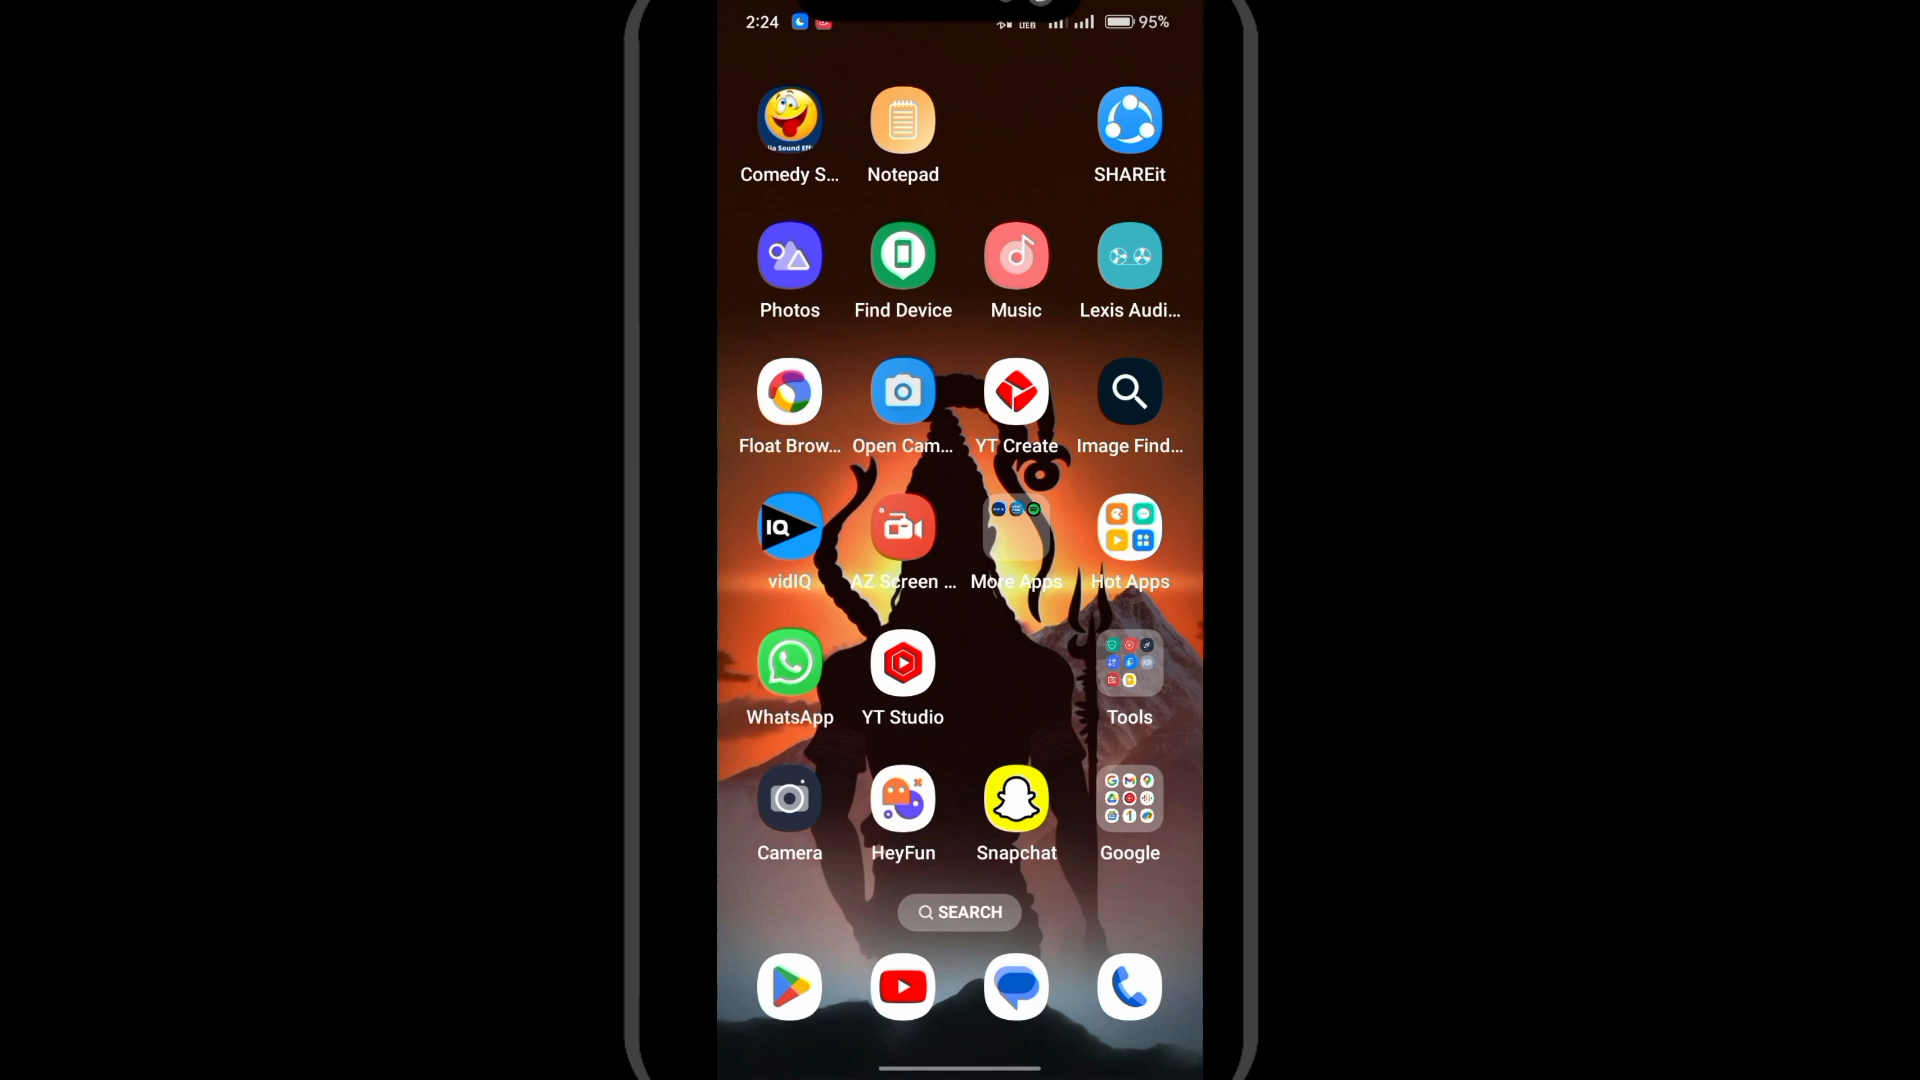 2:24 95%
Comedy S... Notepad SHAREit
Photos Find Device Music Lexis Audi...
Float Brow... Open Cam... YT Create Image Find...
IQ
vidIQ AZ Screen ... More Apps Hot Apps
WhatsApp YT Studio Tools
Camera HeyFun Snapchat Google
SEARCH